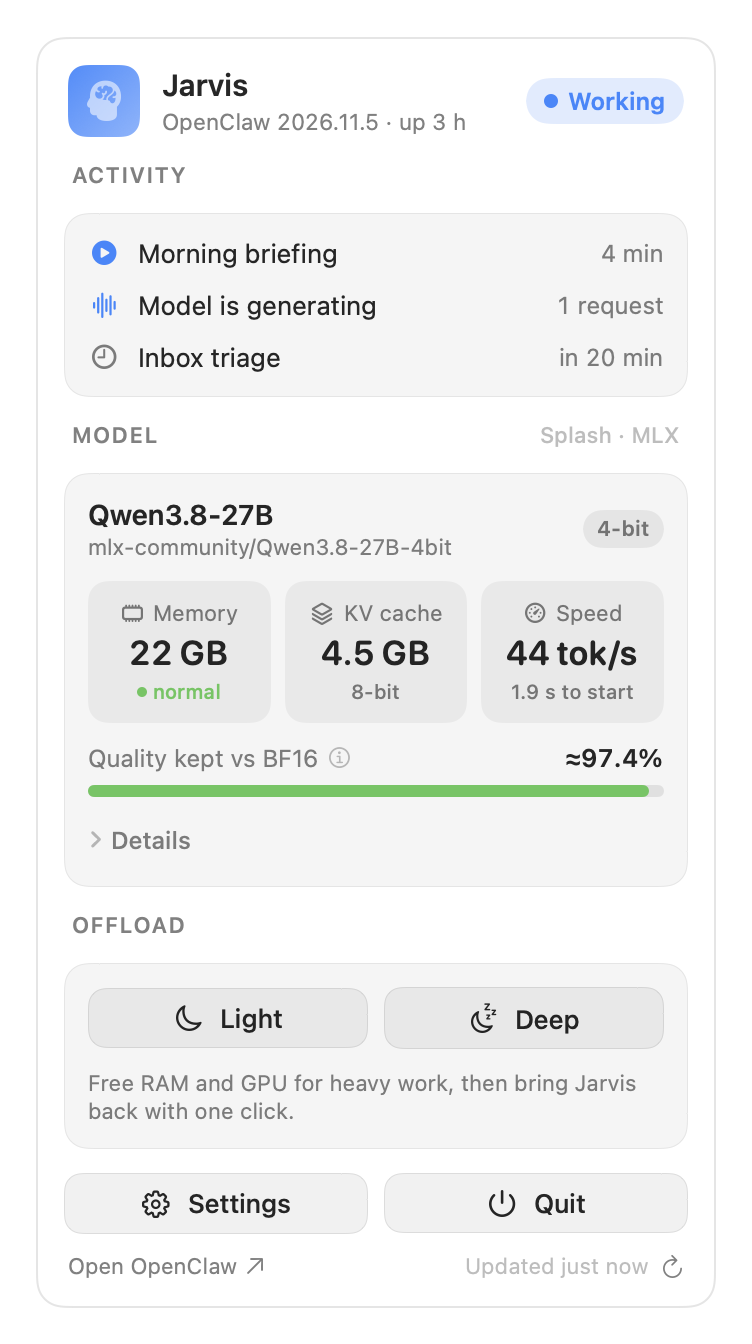 Jarvis
OpenClaw 2026.11.5 · up 3 h
Working
ACTIVITY
Morning briefing 4 min
Model is generating 1 request
Inbox triage in 20 min
MODEL Splash · MLX
Qwen3.8-27B
mlx-community/Qwen3.8-27B-4bit
4-bit
Memory KV cache Speed
22 GB 4.5 GB 44 tok/s
normal 8-bit 1.9 s to start
Quality kept vs BF16 ≈97.4%
Details
OFFLOAD
Light Deep
Free RAM and GPU for heavy work, then bring Jarvis
back with one click.
Settings Quit
Open OpenClaw Updated just now